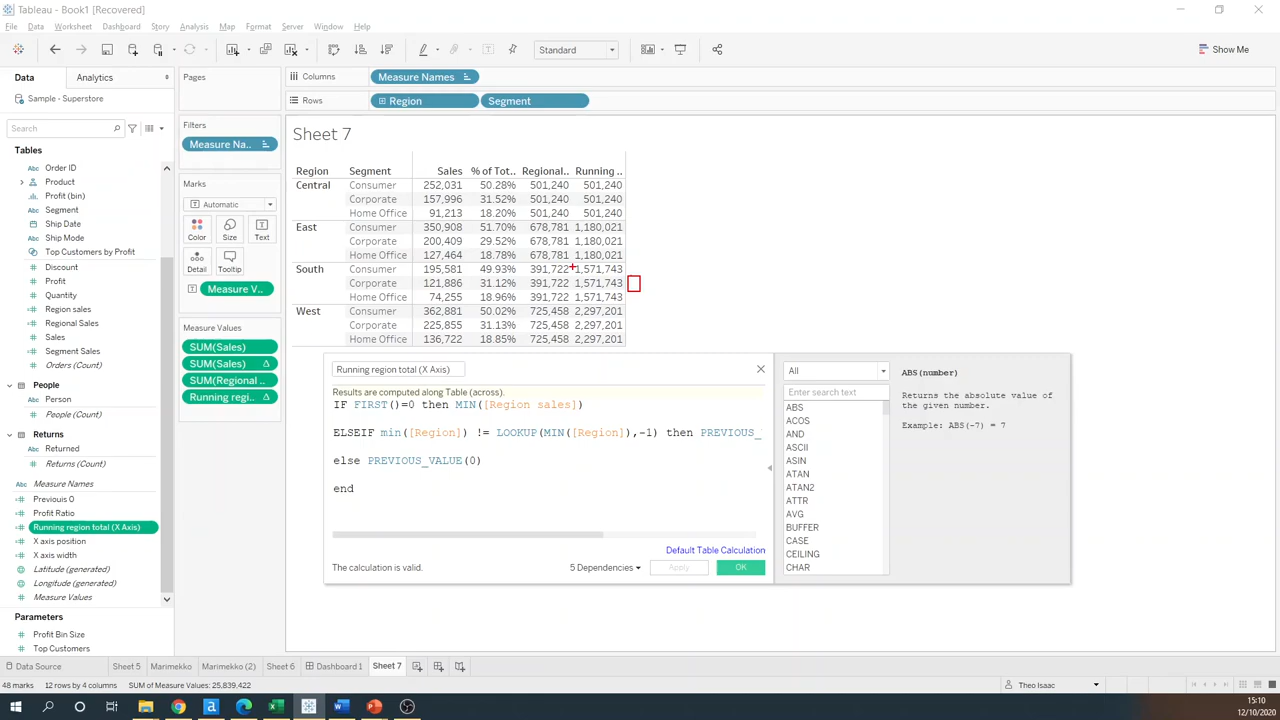 Tableau - Book1 [Recovered]
File Data Worksheet Dashboard Story Analysis Map Format Server Window Help
Standard
Show Me
Data Analytics
Sample - Superstore
Search
Tables
Abc Order ID
Product
Profit (bin)
Abc Segment
Ship Date
Abc Ship Mode
Top Customers by Profit
Discount
Profit
Quantity
Region sales
Regional Sales
Sales
Segment Sales
Orders (Count)
People
Abc Person
People (Count)
Returns
Abc Returned
Returns (Count)
Abc Measure Names
Previouis 0
Profit Ratio
Running region total (X Axis)
X axis position
X axis width
Latitude (generated)
Longitude (generated)
Measure Values
Parameters
Profit Bin Size
Top Customers
Pages
Filters
Measure Na..
Marks
Automatic
Color Size Text
Detail Tooltip
Measure V..
Measure Values
SUM(Sales)
SUM(Sales) Δ
SUM(Regional ..
Running regi.. Δ
Columns Measure Names
Rows Region Segment
Sheet 7
Region Segment Sales % of Tot.. Regional.. Running ..
Central Consumer 252,031 50.28% 501,240 501,240
Corporate 157,996 31.52% 501,240 501,240
Home Office 91,213 18.20% 501,240 501,240
East Consumer 350,908 51.70% 678,781 1,180,021
Corporate 200,409 29.52% 678,781 1,180,021
Home Office 127,464 18.78% 678,781 1,180,021
South Consumer 195,581 49.93% 391,722 1,571,743
Corporate 121,886 31.12% 391,722 1,571,743
Home Office 74,255 18.96% 391,722 1,571,743
West Consumer 362,881 50.02% 725,458 2,297,201
Corporate 225,855 31.13% 725,458 2,297,201
Home Office 136,722 18.85% 725,458 2,297,201
Running region total (X Axis)
Results are computed along Table (across).
IF FIRST()=0 then MIN([Region sales])
ELSEIF min([Region]) != LOOKUP(MIN([Region]),-1) then PREVIOUS_
else PREVIOUS_VALUE(0)
end
Default Table Calculation
The calculation is valid.
5 Dependencies
Apply
OK
All
Enter search text
ABS
ACOS
AND
ASCII
ASIN
ATAN
ATAN2
ATTR
AVG
BUFFER
CASE
CEILING
CHAR
ABS(number)
Returns the absolute value of
the given number.
Example: ABS(-7) = 7
Data Source Sheet 5 Marimekko Marimekko (2) Sheet 6 Dashboard 1 Sheet 7
48 marks 12 rows by 4 columns SUM of Measure Values: 25,839,422
Theo Isaac
15:10
12/10/2020